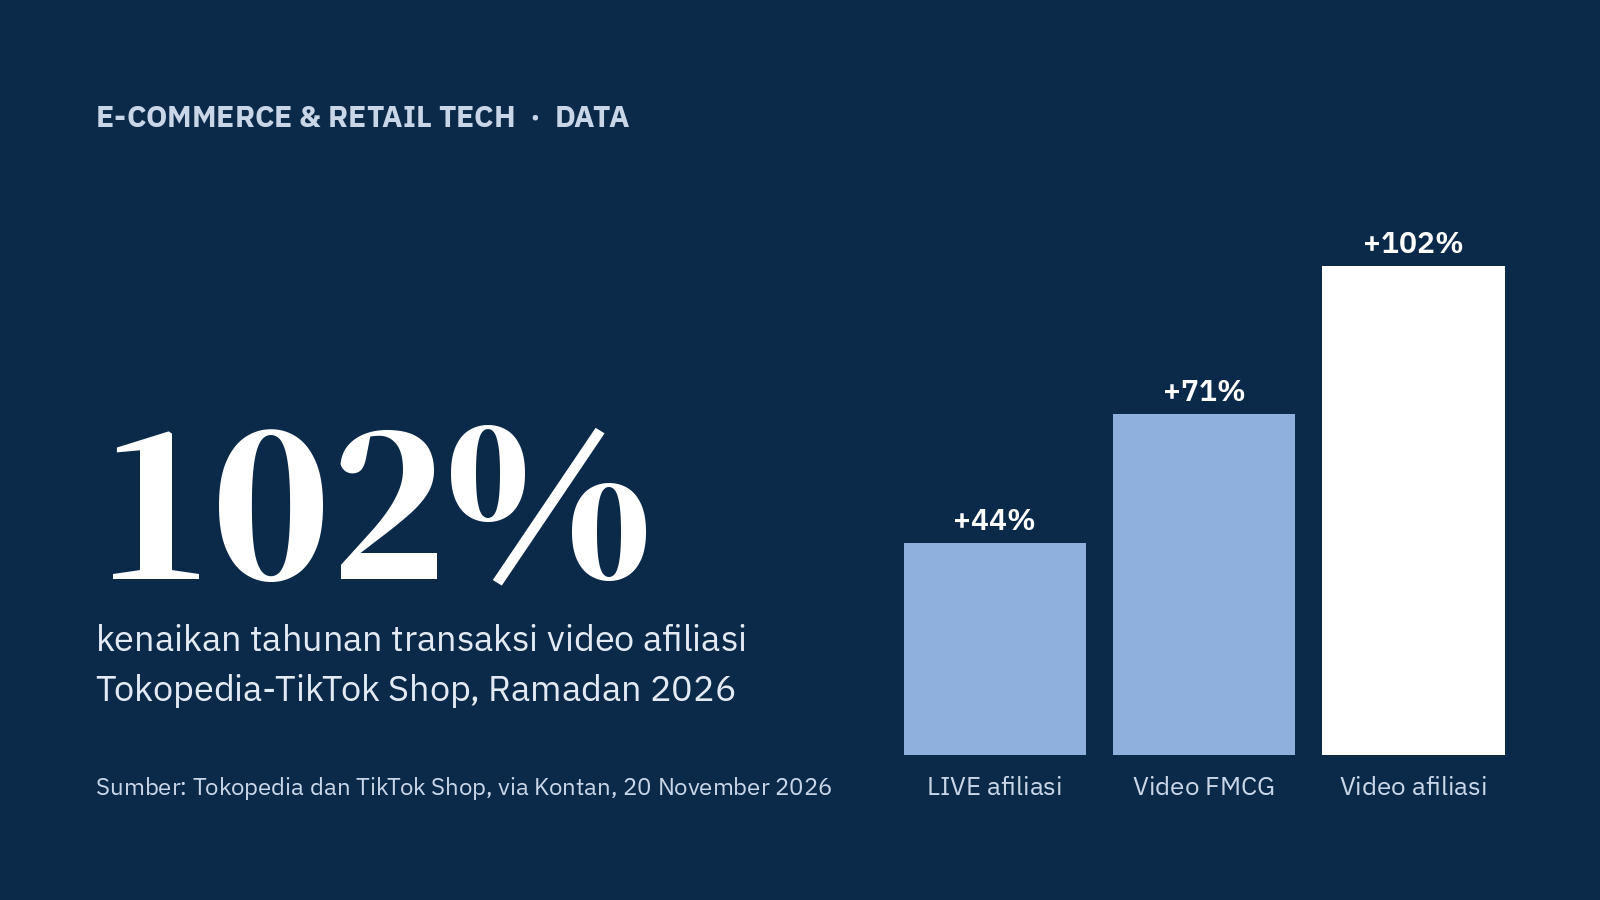 E-COMMERCE & RETAIL TECH · DATA
102%
kenaikan tahunan transaksi video afiliasi
Tokopedia-TikTok Shop, Ramadan 2026
Sumber: Tokopedia dan TikTok Shop, via Kontan, 20 November 2026
+44%
+71%
+102%
LIVE afiliasi
Video FMCG
Video afiliasi